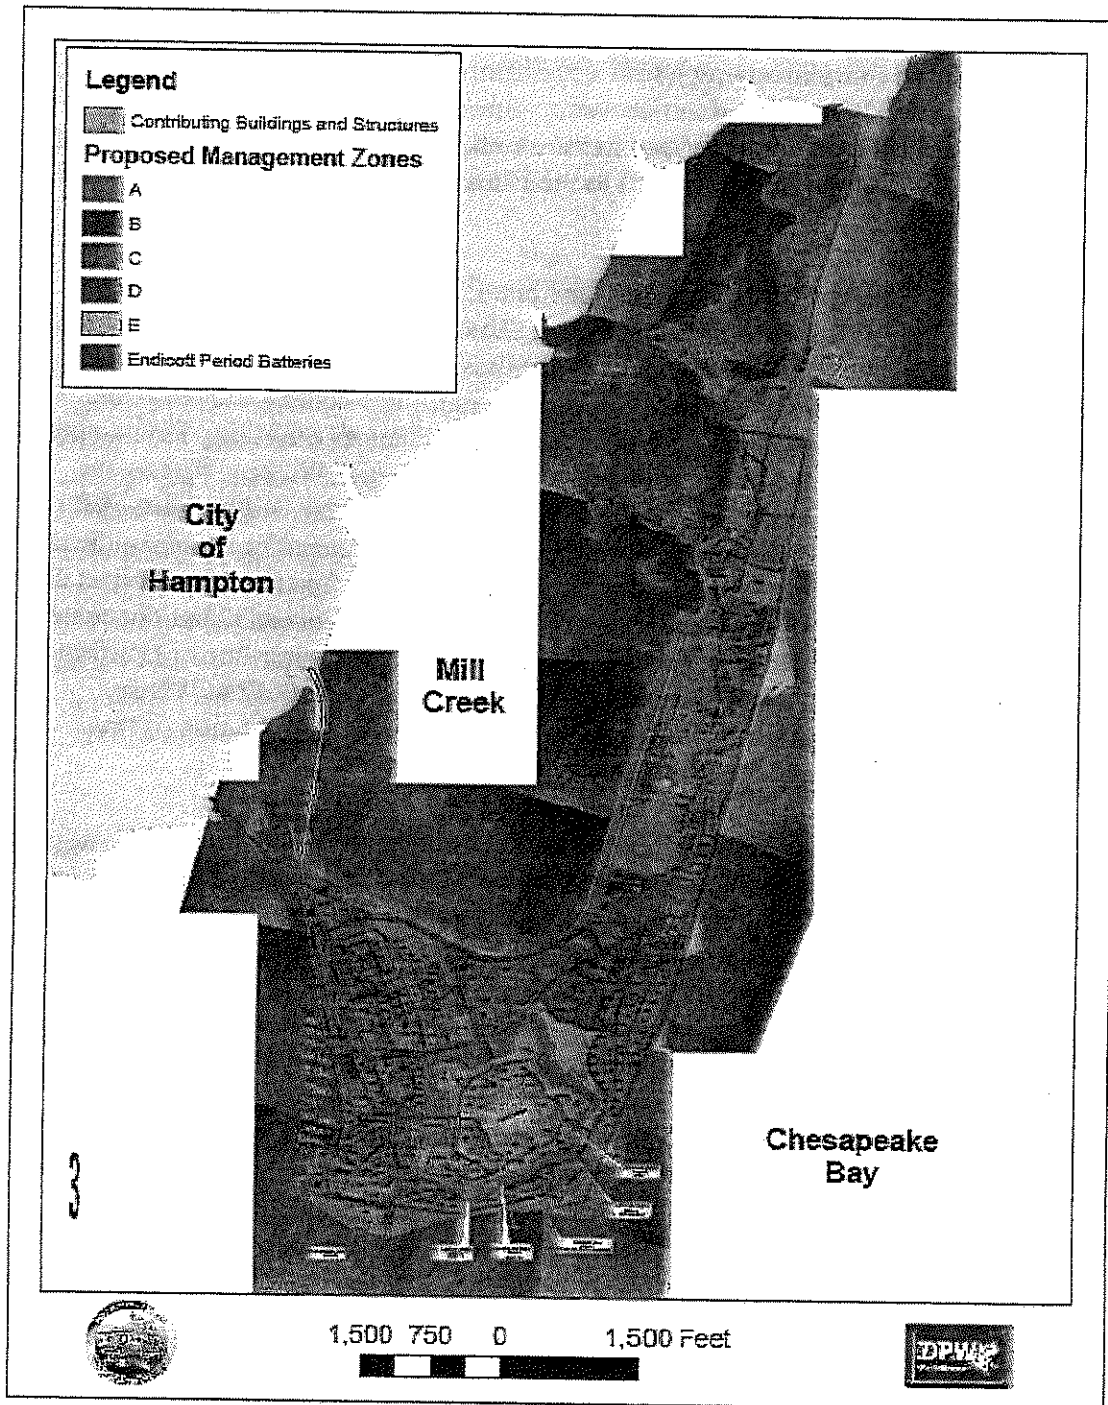 Legend
Contributing Buildings and Structures
Proposed Management Zones
A
B
C
D
E
Endicott Period Batteries
City
of
Hampton
Mill
Creek
Chesapeake
Bay
3
1,500 750 0 1,500 Feet
DPW